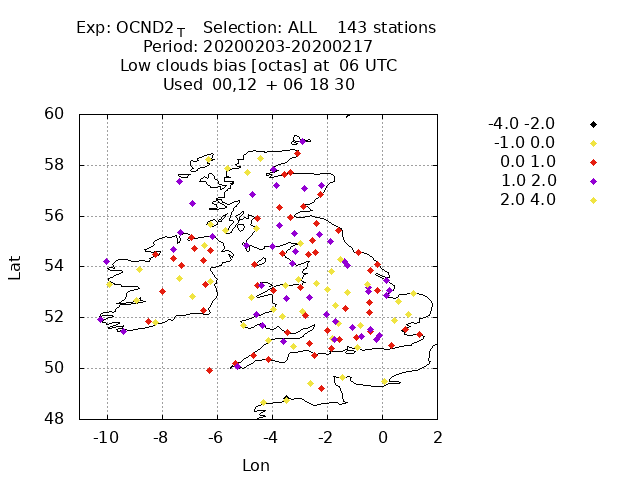 Exp: OCND2_T Selection: ALL 143 stations
Period: 20200203-20200217
Low clouds bias [octas] at 06 UTC
Used 00,12 + 06 18 30
-4.0 -2.0
-1.0 0.0
0.0 1.0
1.0 2.0
2.0 4.0
60
58
56
54
52
50
48
Lat
-10 -8 -6 -4 -2 0 2
Lon